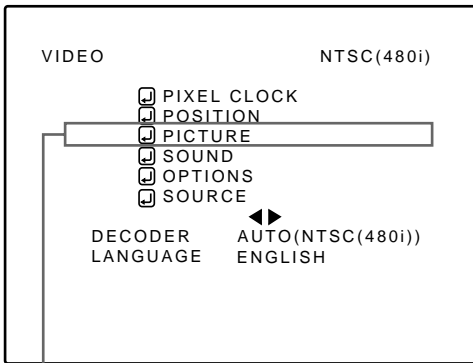 VIDEO NTSC(480i)
PIXEL CLOCK
POSITION
PICTURE
SOUND
OPTIONS
SOURCE
DECODER AUTO(NTSC(480i))
LANGUAGE ENGLISH